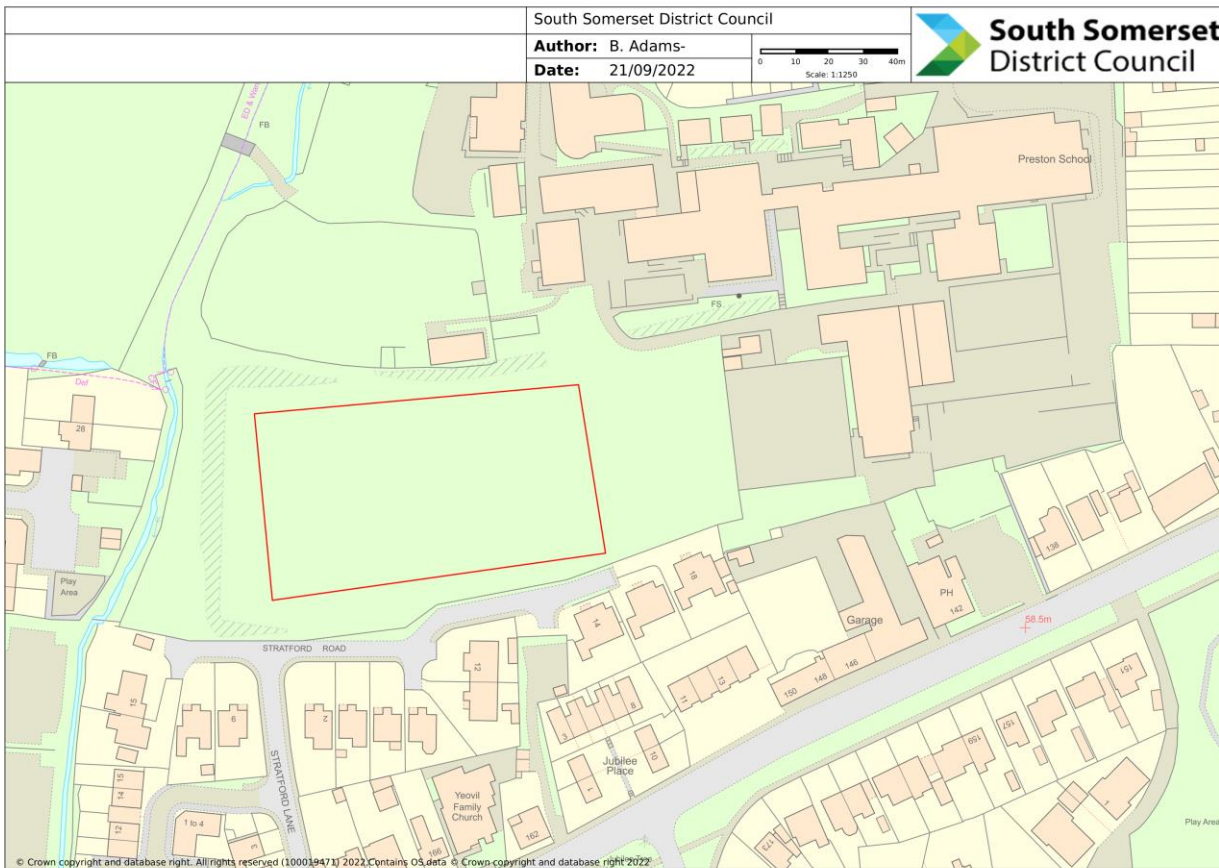 South Somerset District Council
Author: B. Adams-
Date: 21/09/2022
0 10 20 30 40m
Scale: 1:1250
South Somerset
District Council
ED & War
FB
Preston School
FS
FB
Def
28
Play
Area
STRATFORD ROAD
STRATFORD LANE
14
18
Garage
PH
142
138
58.5m
146
148
150
11
13
12
15
9
2
8
3
10
1
Jubilee
Place
Yeovil
Family
Church
162
166
15
14
12
1 to 4
3
151
157
159
173
1
Play Area
© Crown copyright and database right. All rights reserved (100019471) 2022.Contains OS data © Crown copyright and database right 2022